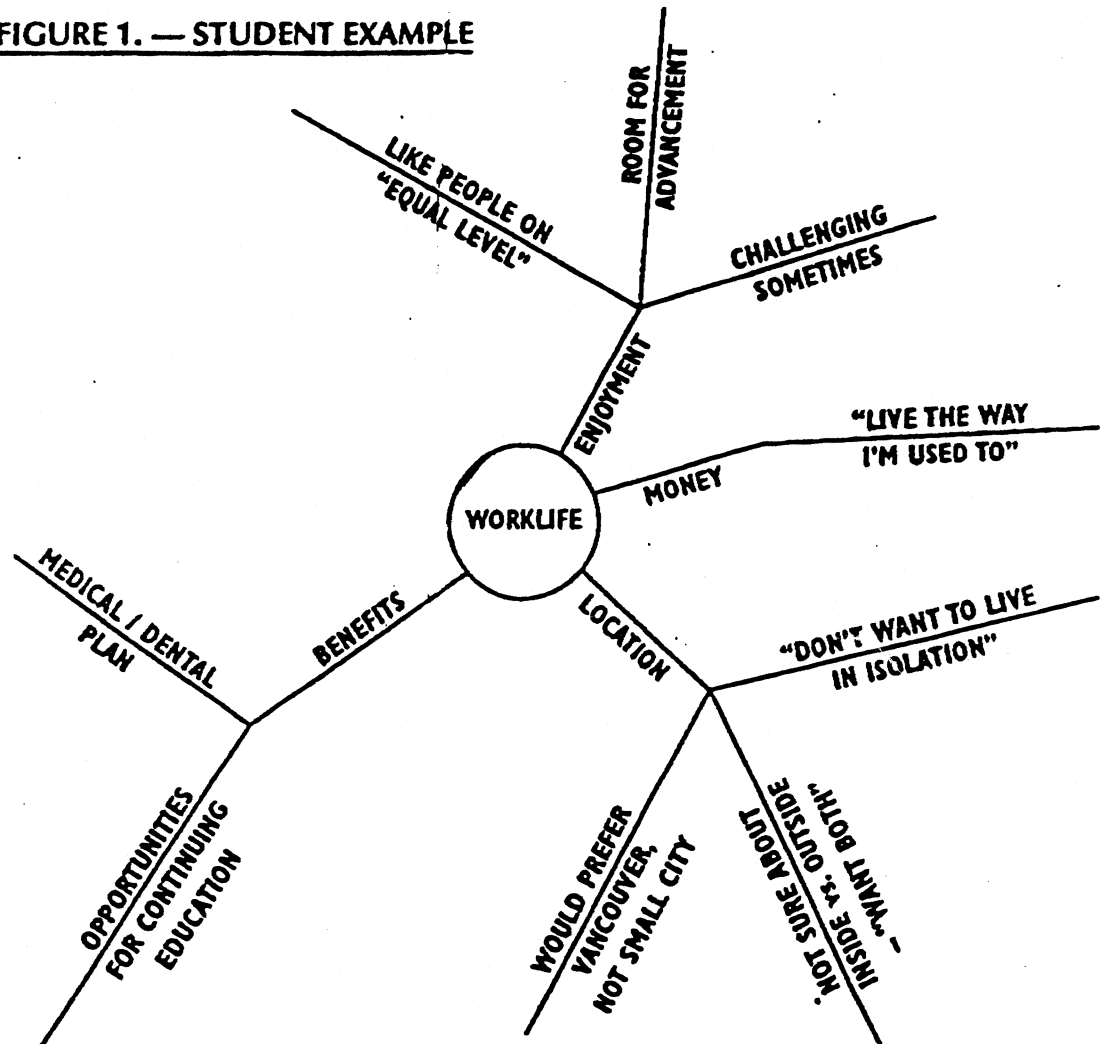 FIGURE 1. — STUDENT EXAMPLE
ROOM FOR
ADVANCEMENT
LIKE PEOPLE ON
“EQUAL LEVEL”
CHALLENGING
SOMETIMES
ENJOYMENT
“LIVE THE WAY
I'M USED TO”
MONEY
WORKLIFE
MEDICAL / DENTAL
PLAN
BENEFITS
LOCATION
“DON'T WANT TO LIVE
IN ISOLATION”
OPPORTUNITIES
FOR CONTINUING
EDUCATION
WOULD PREFER
VANCOUVER,
NOT SMALL CITY
NOT SURE ABOUT
INSIDE vs. OUTSIDE
— “WANT BOTH”